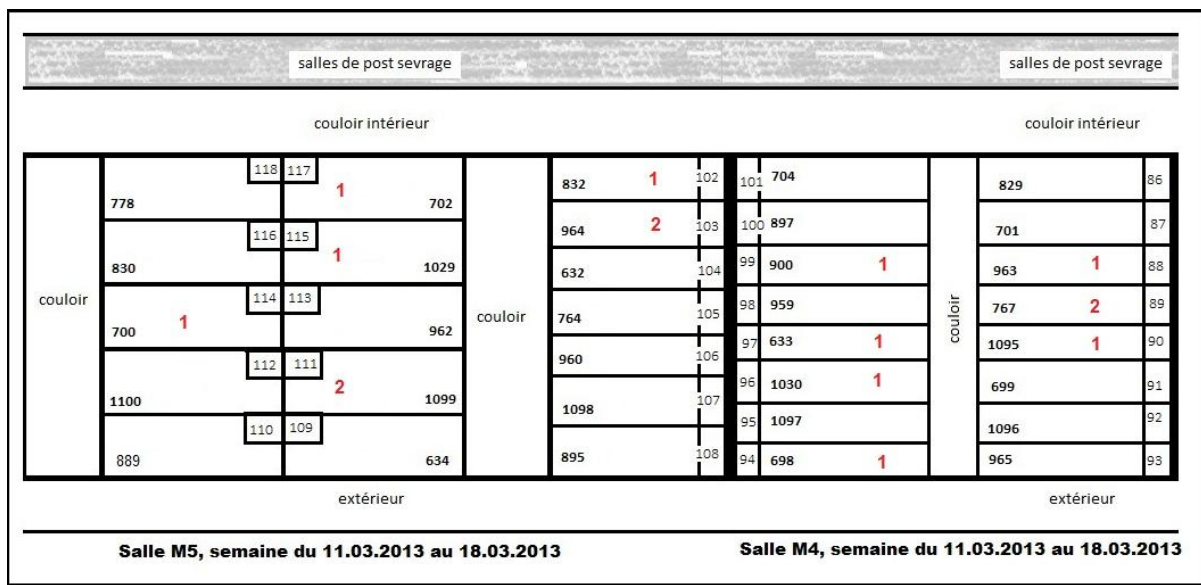 salles de post sevrage salles de post sevrage
couloir intérieur couloir intérieur
118 117 1 832 1 102 101 704 829 86
778 702
116 115 964 2 103 100 897 701 87
1
830 1029 632 104 99 900 1 963 1 88
couloir 114 113 couloir 764 105 98 959 couloir 767 2 89
700 1 962
960 106 97 633 1 1095 1 90
112 111
1100 2 1099 1098 107 96 1030 1 699 91
110 109 95 1097 1096 92
889 634 895 108 94 698 1 965 93
extérieur extérieur
Salle M5, semaine du 11.03.2013 au 18.03.2013 Salle M4, semaine du 11.03.2013 au 18.03.2013